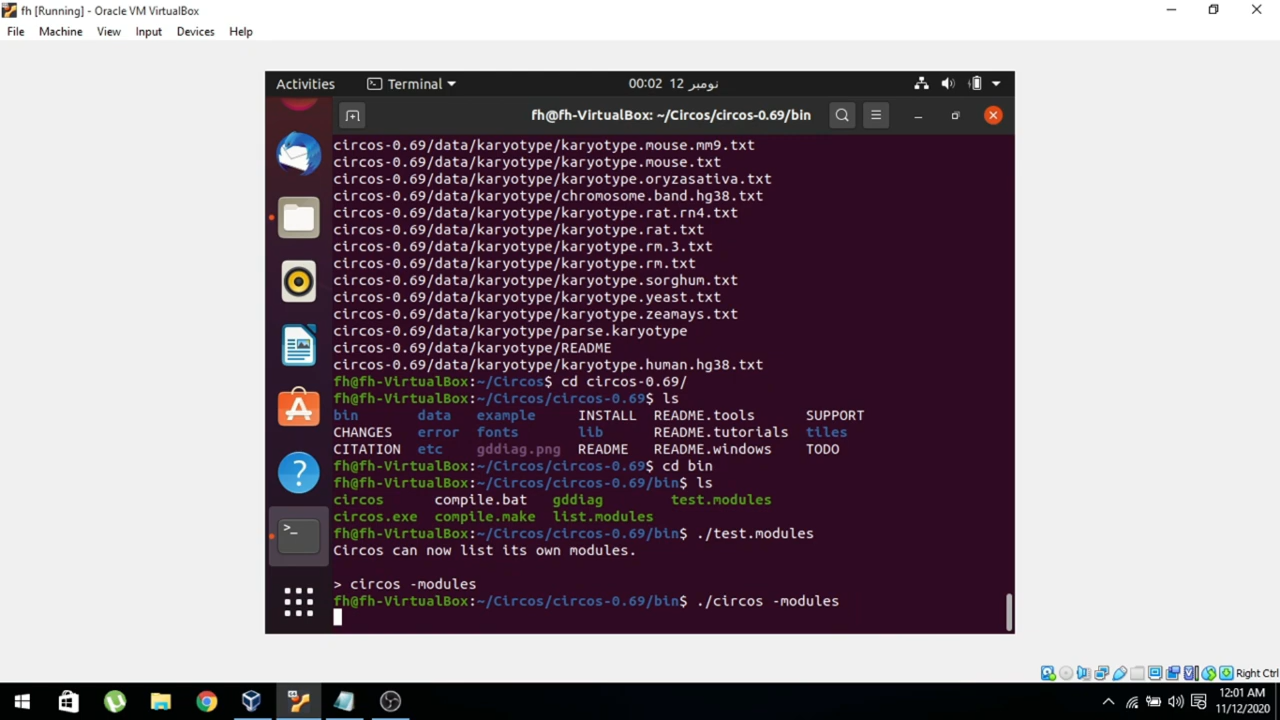 fh [Running] - Oracle VM VirtualBox
File Machine View Input Devices Help
Activities Terminal 00:02 12 نومبر
fh@fh-VirtualBox: ~/Circos/circos-0.69/bin
circos-0.69/data/karyotype/karyotype.mouse.mm9.txt
circos-0.69/data/karyotype/karyotype.mouse.txt
circos-0.69/data/karyotype/karyotype.oryzasativa.txt
circos-0.69/data/karyotype/chromosome.band.hg38.txt
circos-0.69/data/karyotype/karyotype.rat.rn4.txt
circos-0.69/data/karyotype/karyotype.rat.txt
circos-0.69/data/karyotype/karyotype.rm.3.txt
circos-0.69/data/karyotype/karyotype.rm.txt
circos-0.69/data/karyotype/karyotype.sorghum.txt
circos-0.69/data/karyotype/karyotype.yeast.txt
circos-0.69/data/karyotype/karyotype.zeamays.txt
circos-0.69/data/karyotype/parse.karyotype
circos-0.69/data/karyotype/README
circos-0.69/data/karyotype/karyotype.human.hg38.txt
fh@fh-VirtualBox:~/Circos$ cd circos-0.69/
fh@fh-VirtualBox:~/Circos/circos-0.69$ ls
bin data example INSTALL README.tools SUPPORT
CHANGES error fonts lib README.tutorials tiles
CITATION etc gddiag.png README README.windows TODO
fh@fh-VirtualBox:~/Circos/circos-0.69$ cd bin
fh@fh-VirtualBox:~/Circos/circos-0.69/bin$ ls
circos compile.bat gddiag test.modules
circos.exe compile.make list.modules
fh@fh-VirtualBox:~/Circos/circos-0.69/bin$ ./test.modules
Circos can now list its own modules.
> circos -modules
fh@fh-VirtualBox:~/Circos/circos-0.69/bin$ ./circos -modules
Right Ctrl
12:01 AM
11/12/2020